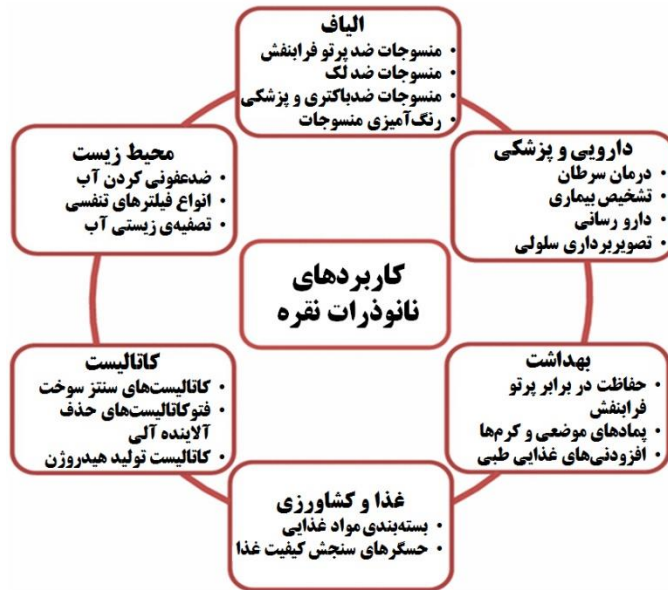 الیاف
• منسوجات ضد پرتو فرابنفش
• منسوجات ضد لک
• منسوجات ضدباکتری و پزشکی
• رنگ‌آمیزی منسوجات
دارویی و پزشکی
• درمان سرطان
• تشخیص بیماری
• دارو رسانی
• تصویربرداری سلولی
بهداشت
• حفاظت در برابر پرتو
فرابنفش
• پمادهای موضعی و کرم‌ها
• افزودنی‌های غذایی طبی
غذا و کشاورزی
• بسته‌بندی مواد غذایی
• حسگرهای سنجش کیفیت غذا
کاتالیست
• کاتالیست‌های سنتز سوخت
• فتوکاتالیست‌های حذف
آلاینده آلی
• کاتالیست تولید هیدروژن
محیط زیست
• ضدعفونی کردن آب
• انواع فیلترهای تنفسی
• تصفیه‌ی زیستی آب
کاربردهای
نانوذرات نقره